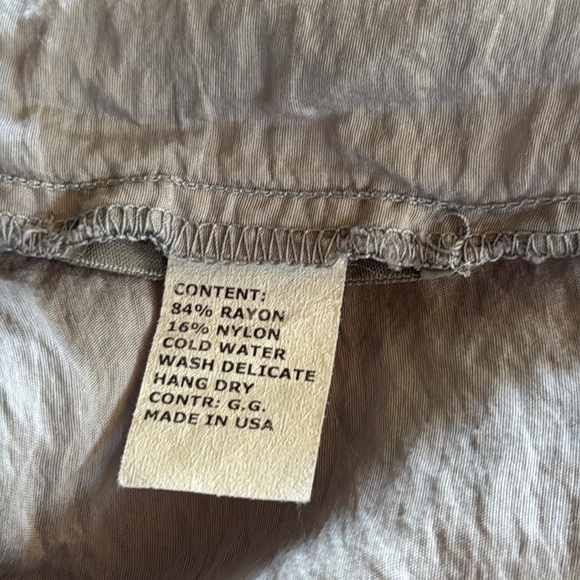 CONTENT:
84% RAYON
16% NYLON
COLD WATER
WASH DELICATE
HANG DRY
CONTR: G.G.
MADE IN USA